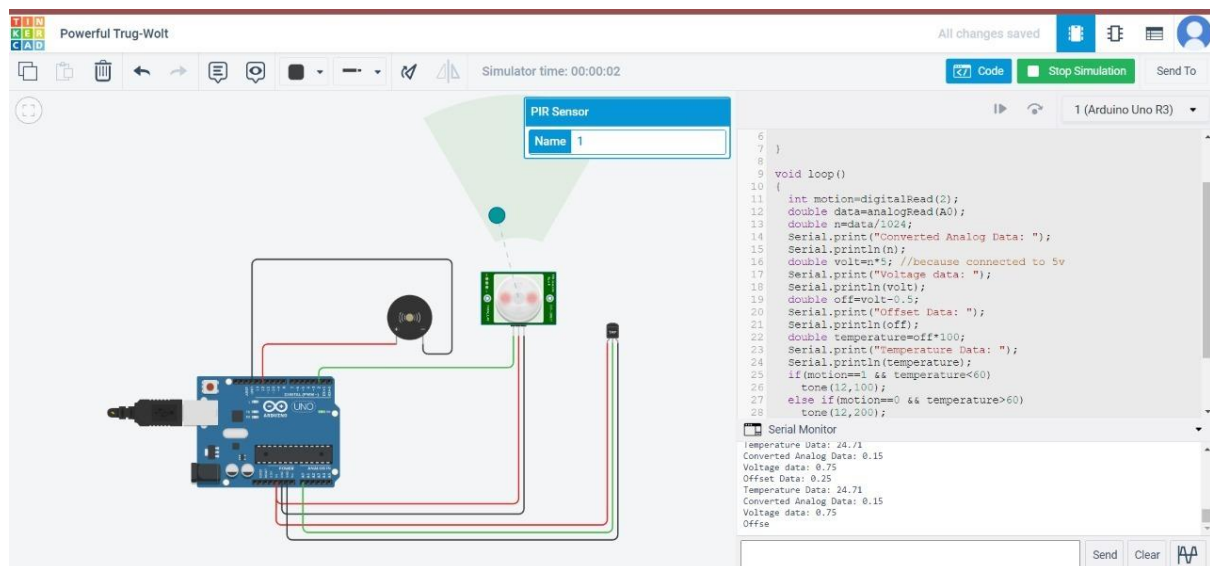 TIN
KER
CAD
Powerful Trug-Wolt
All changes saved
Simulator time: 00:00:02
Code
Stop Simulation
Send To
PIR Sensor
Name 1
1 (Arduino Uno R3)
6
7 }
8
9 void loop()
10 {
11 int motion=digitalRead(2);
12 double data=analogRead(A0);
13 double n=data/1024;
14 Serial.print("Converted Analog Data: ");
15 Serial.println(n);
16 double volt=n*5; //because connected to 5v
17 Serial.print("Voltage data: ");
18 Serial.println(volt);
19 double off=volt-0.5;
20 Serial.print("Offset Data: ");
21 Serial.println(off);
22 double temperature=off*100;
23 Serial.print("Temperature Data: ");
24 Serial.println(temperature);
25 if(motion==1 && temperature<60)
26 tone(12,100);
27 else if(motion==0 && temperature>60)
28 tone(12,200);
Serial Monitor
Temperature Data: 24.71
Converted Analog Data: 0.15
Voltage data: 0.75
Offset Data: 0.25
Temperature Data: 24.71
Converted Analog Data: 0.15
Voltage data: 0.75
Offse
Send
Clear
DIGITAL (PWM~)
UNO
ARDUINO
POWER
ANALOG IN